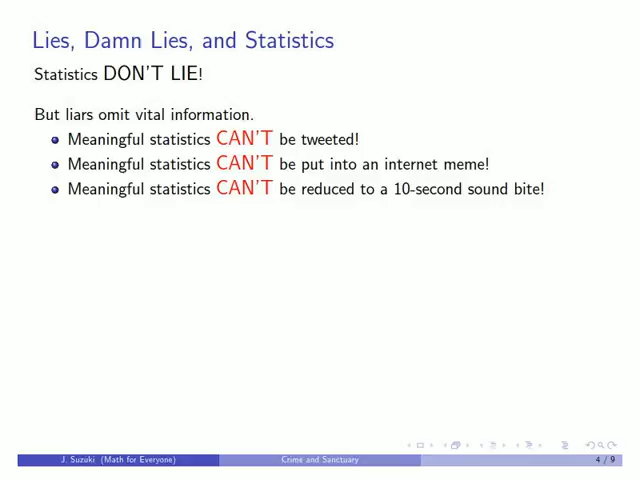 Lies, Damn Lies, and Statistics
Statistics DON'T LIE!
But liars omit vital information.
Meaningful statistics CAN'T be tweeted!
Meaningful statistics CAN'T be put into an internet meme!
Meaningful statistics CAN'T be reduced to a 10-second sound bite!
J. Suzuki (Math for Everyone) Crime and Sanctuary 4 / 9